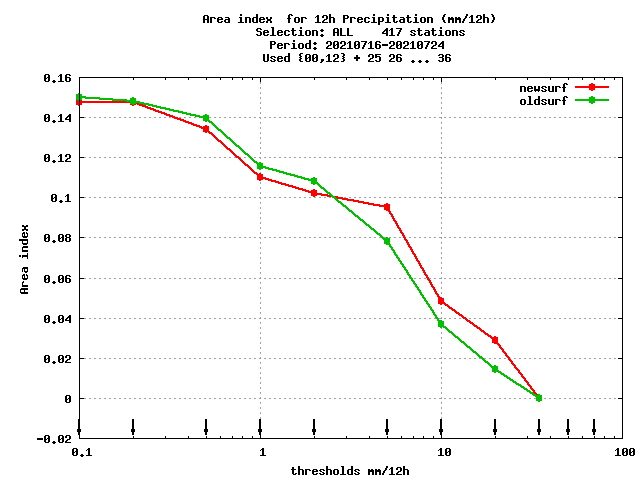 Area index  for 12h Precipitation (mm/12h)
Selection: ALL    417 stations
Period: 20210716-20210724
Used {00,12} + 25 26 ... 36
0.16
0.14
0.12
0.1
0.08
0.06
0.04
0.02
0
-0.02
Area index
newsurf
oldsurf
0.1
1
10
100
thresholds mm/12h